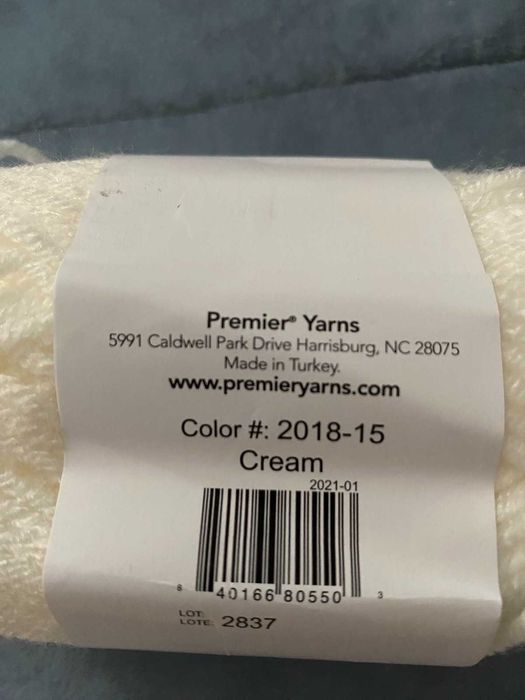 Premier® Yarns
5991 Caldwell Park Drive Harrisburg, NC 28075
Made in Turkey.
www.premieryarns.com
Color #: 2018-15
Cream
2021-01
8 40166 80550 3
LOT:
LOTE: 2837